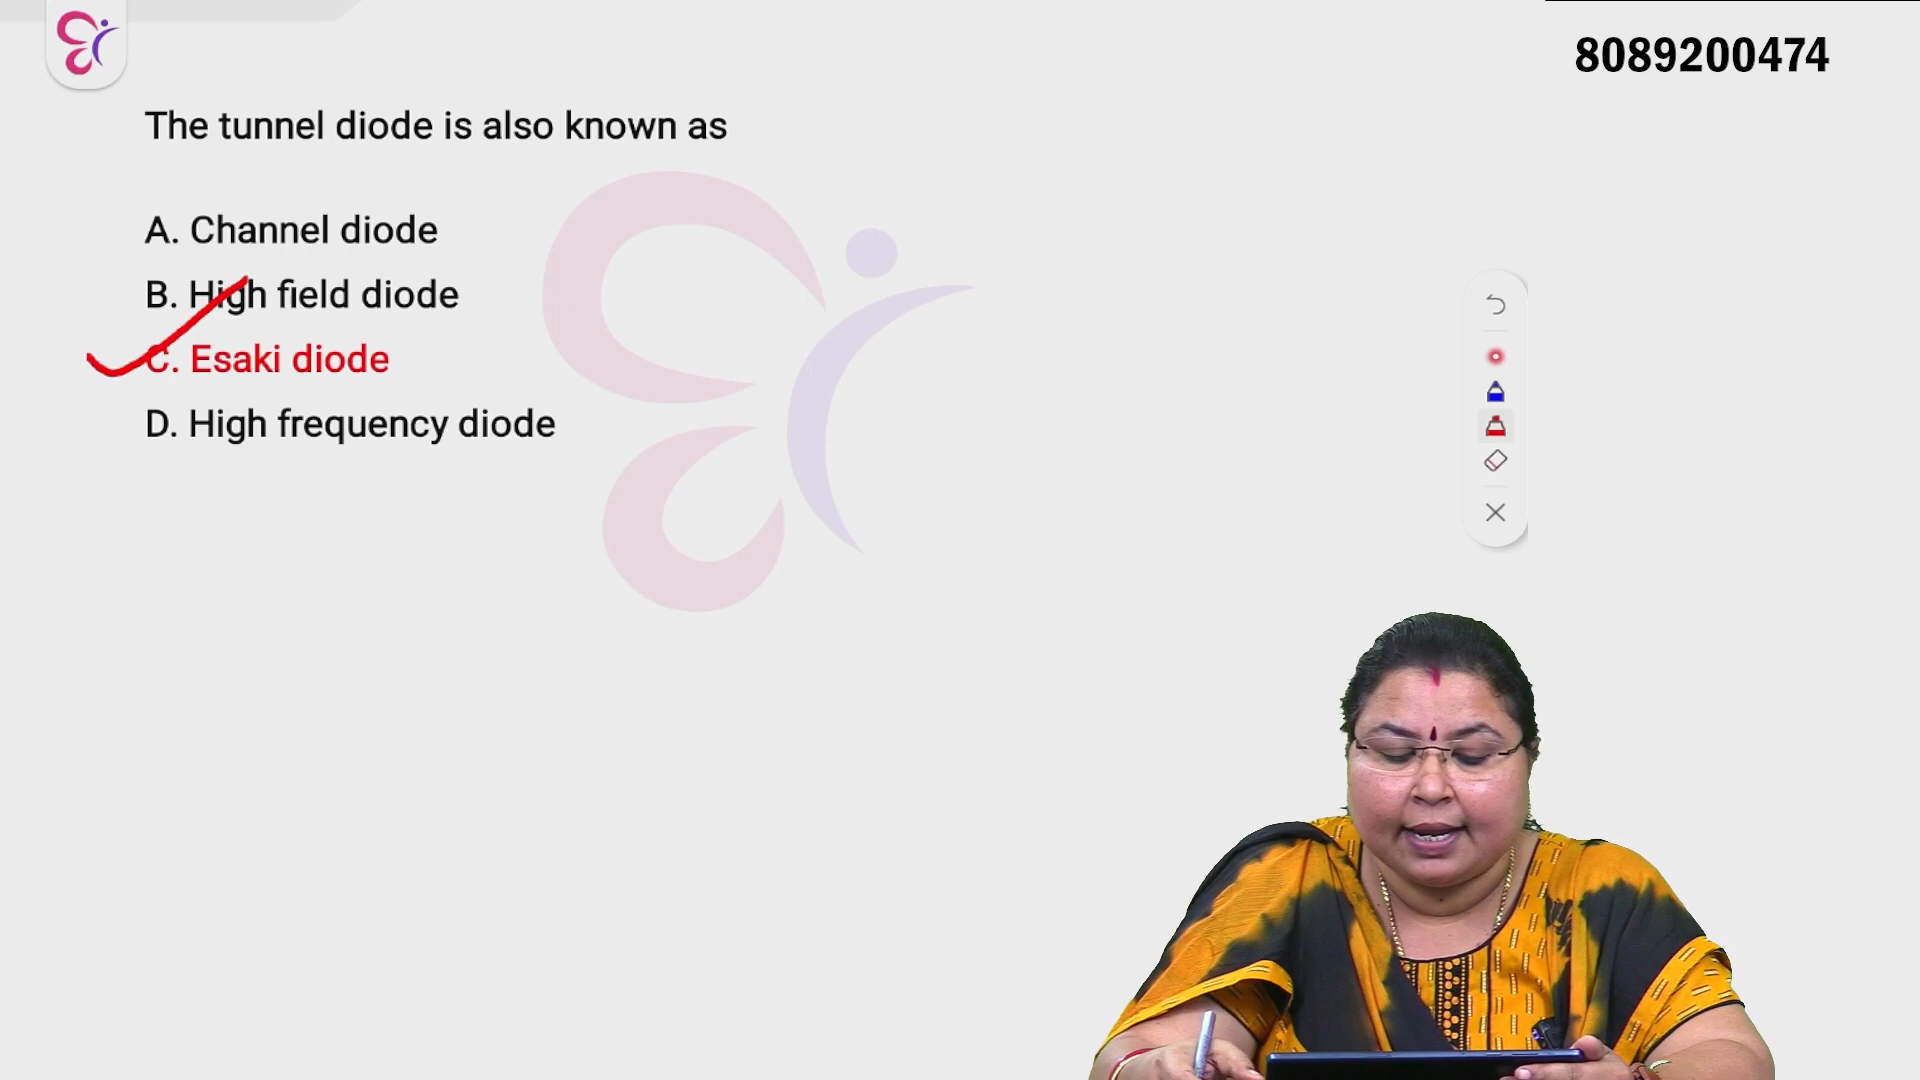 8089200474
The tunnel diode is also known as
A. Channel diode
B. High field diode
C. Esaki diode
D. High frequency diode